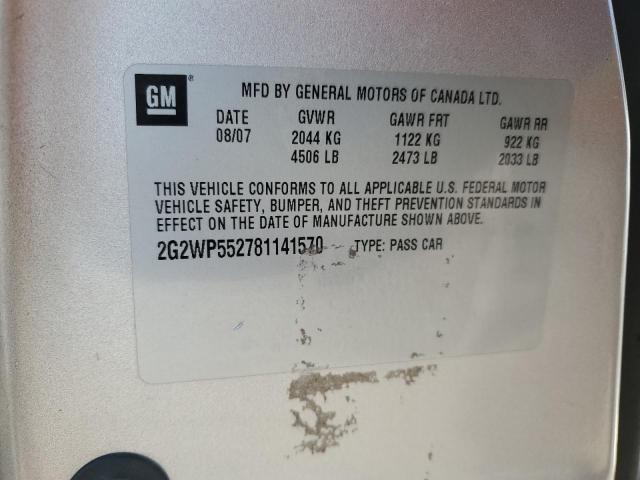 GM®
MFD BY GENERAL MOTORS OF CANADA LTD.
DATE GVWR GAWR FRT GAWR RR
08/07 2044 KG 1122 KG 922 KG
4506 LB 2473 LB 2033 LB
THIS VEHICLE CONFORMS TO ALL APPLICABLE U.S. FEDERAL MOTOR
VEHICLE SAFETY, BUMPER, AND THEFT PREVENTION STANDARDS IN
EFFECT ON THE DATE OF MANUFACTURE SHOWN ABOVE.
2G2WP552781141570 TYPE: PASS CAR